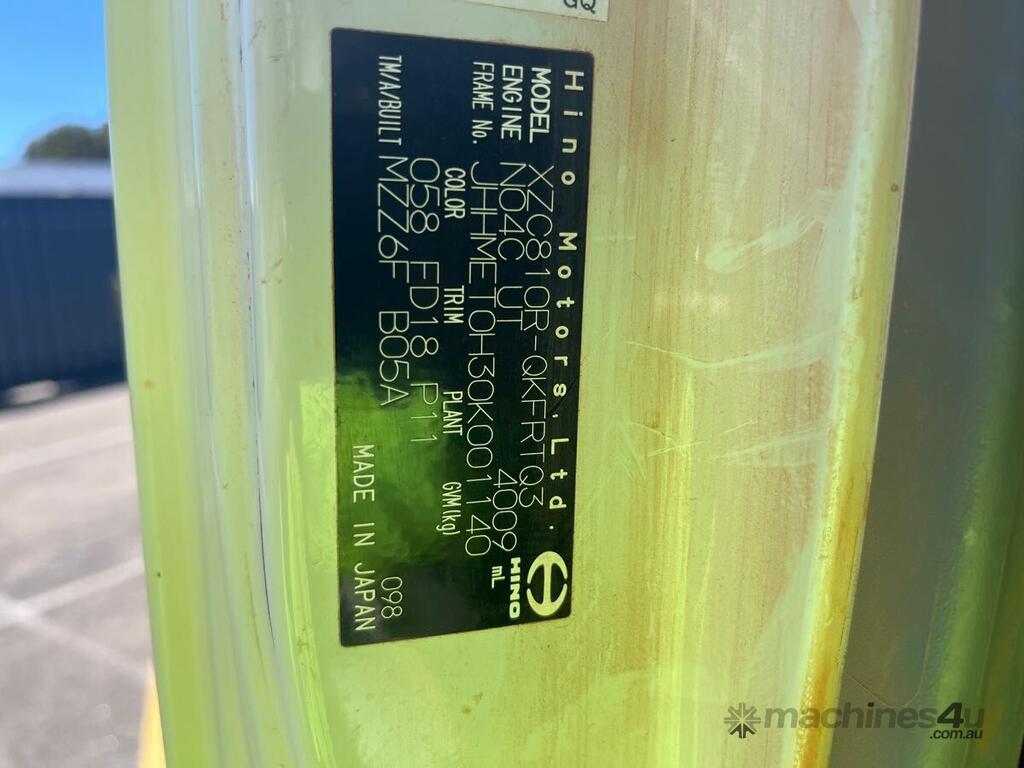 GQ
Hino Motors, Ltd.
MODEL XZC810R-QKFRTQ3
ENGINE N04C UT 4009 mL
FRAME No. JHHMET0H30K001140
COLOR TRIM PLANT GVM(kg)
058 FD18 P11
TM/A/BUILT MZZ6F B05A
098
MADE IN JAPAN
HINO
machines4u
.com.au